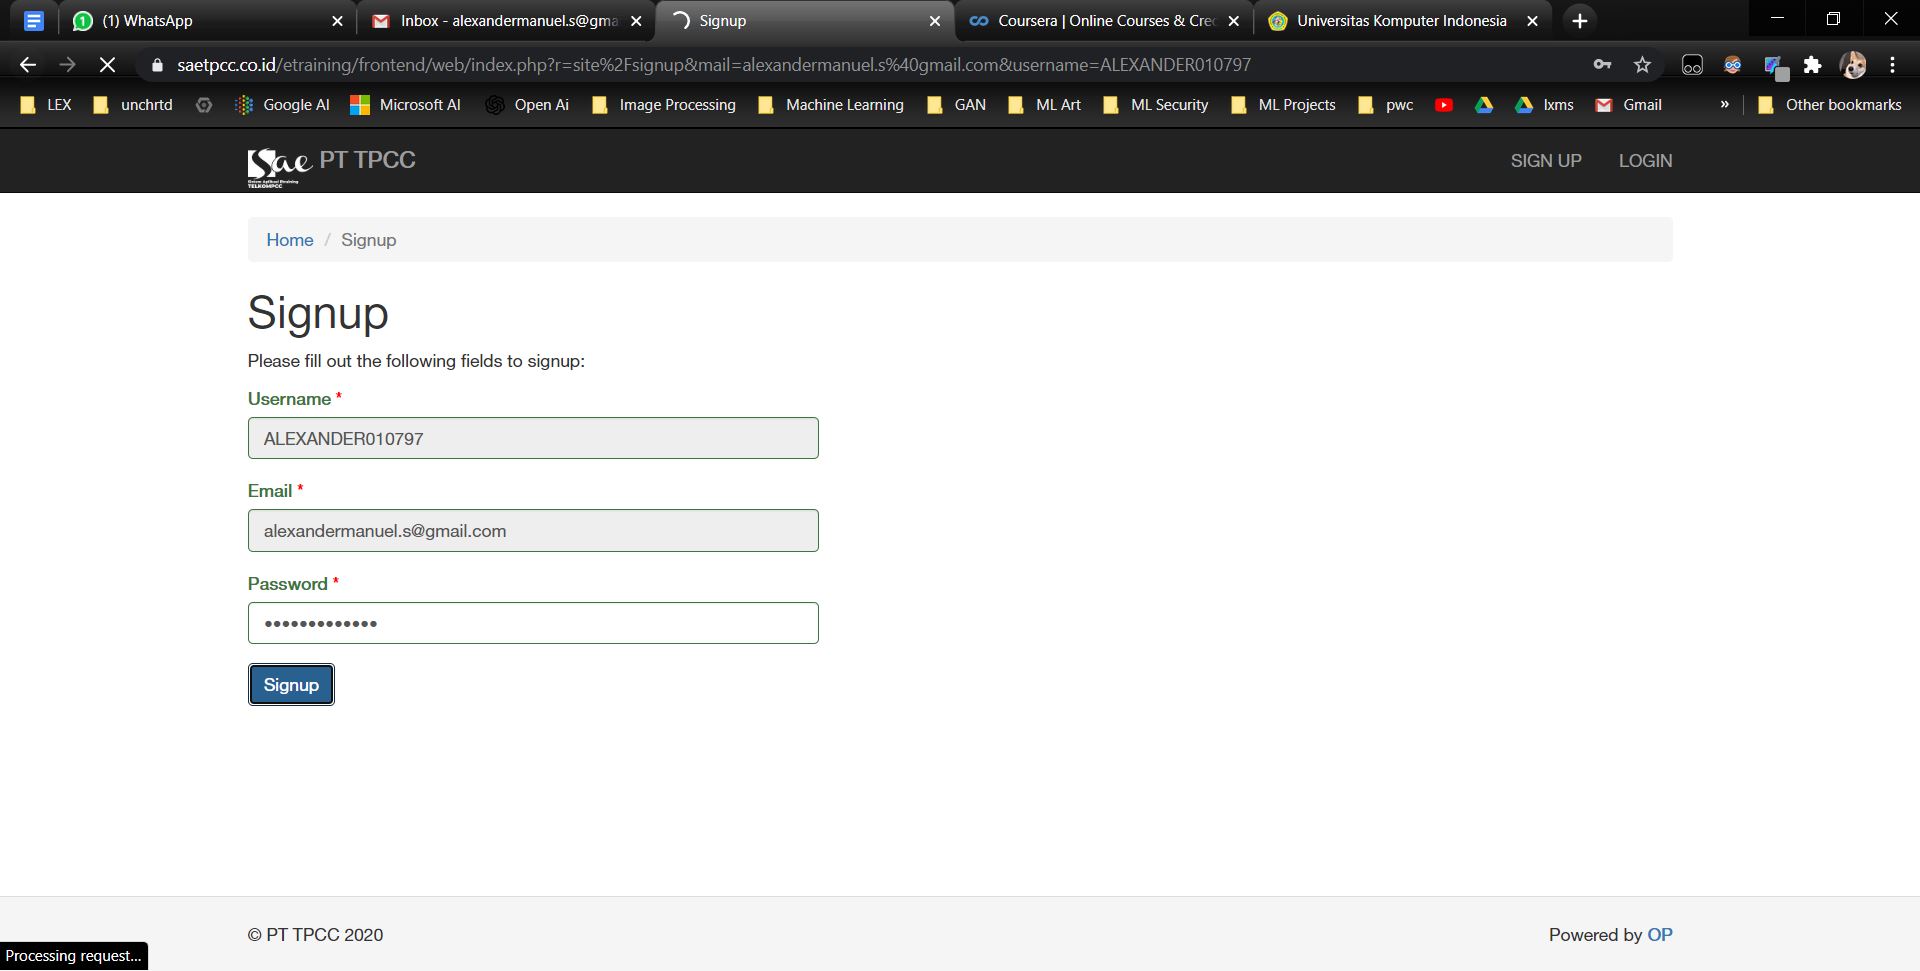 (1) WhatsApp
Inbox - alexandermanuel.s@gma
Signup
Coursera | Online Courses & Cre
Universitas Komputer Indonesia
saetpcc.co.id/etraining/frontend/web/index.php?r=site%2Fsignup&mail=alexandermanuel.s%40gmail.com&username=ALEXANDER010797
LEX
unchrtd
Google AI
Microsoft AI
Open Ai
Image Processing
Machine Learning
GAN
ML Art
ML Security
ML Projects
pwc
lxms
Gmail
»
Other bookmarks
Sae PT TPCC
TELKOMPCC
SIGN UP
LOGIN
Home / Signup
Signup
Please fill out the following fields to signup:
Username *
ALEXANDER010797
Email *
alexandermanuel.s@gmail.com
Password *
•••••••••••••
Signup
© PT TPCC 2020
Powered by OP
Processing request...